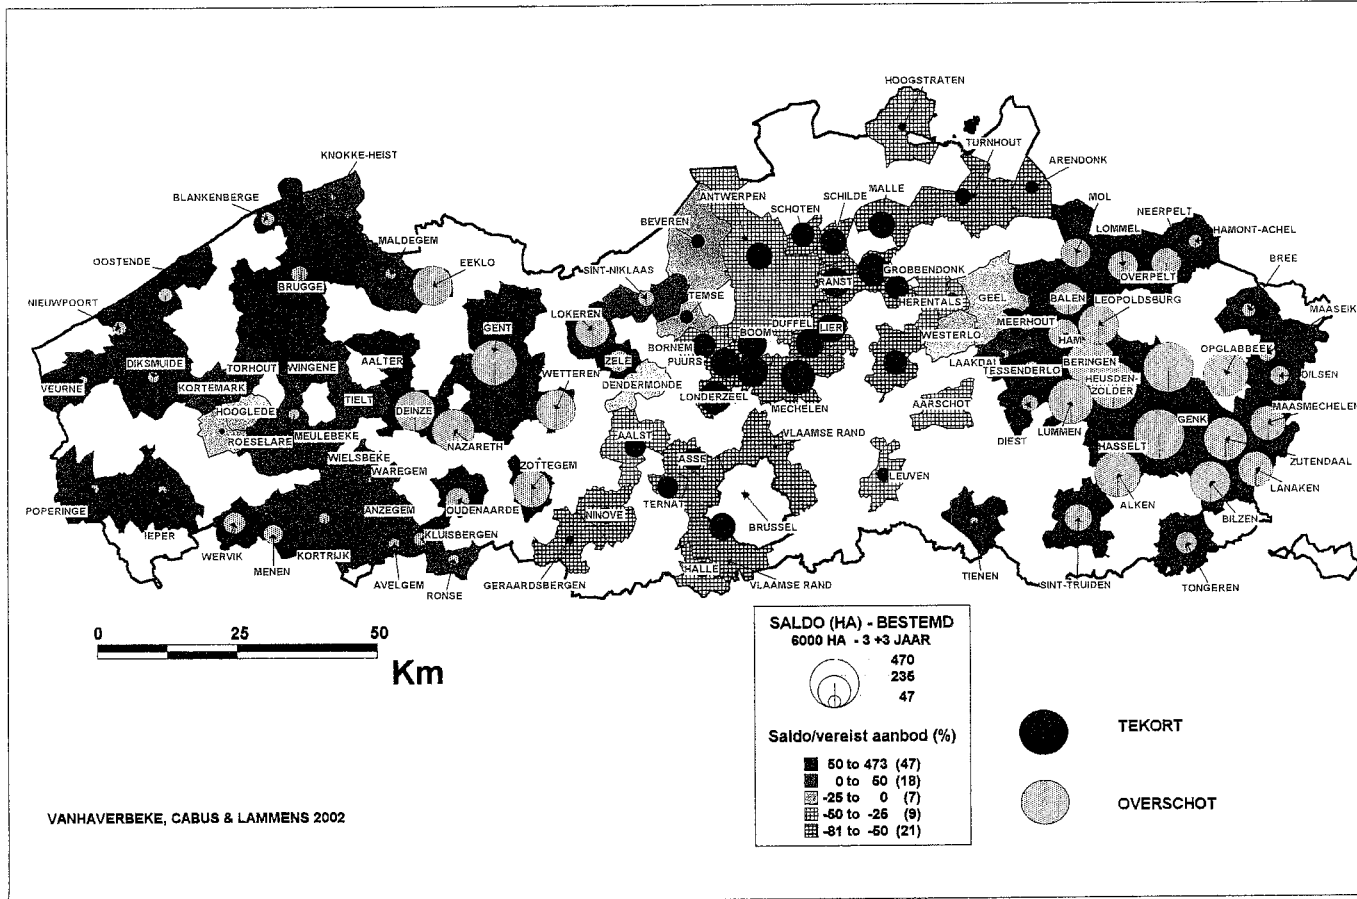 HOOGSTRATEN
TURNHOUT
KNOKKE-HEIST
ARENDONK
BLANKENBERGE
ANTWERPEN
MALLE
SCHILDE
MOL
SCHOTEN
NEERPELT
BEVEREN
LOMMEL
HAMONT-ACHEL
MALDEGEM
BREE
OOSTENDE
EEKLO
SINT-NIKLAAS
GROBBENDONK
OVERPELT
BRUGGE
RANST
TEMSE
HERENTALS
GEEL
BALEN
LEOPOLDSBURG
NIEUWPOORT
LOKEREN
MAASEIK
GENT
DUFFEL
LIER
MEERHOUT
BOOM
WESTERLO
HAM
BORNEM
OPGLABBEEK
AALTER
ZELE
PUURS
LAAKDAL
BERINGEN
DIKSMUIDE
TORHOUT
WINGENE
WETTEREN
TESSENDERLO
DILSEN
VEURNE
KORTEMARK
DENDERMONDE
HEUSDEN-
ZOLDER
TIELT
LONDERZEEL
AARSCHOT
HOOGLEDE
DEINZE
MECHELEN
MAASMECHELEN
DIEST
LUMMEN
GENK
ROESELARE
MEULEBEKE
AALST
VLAAMSE RAND
NAZARETH
HASSELT
WIELSBEKE
ASSE
ZUTENDAAL
WAREGEM
ZOTTEGEM
LEUVEN
LANAKEN
ALKEN
TERNAT
POPERINGE
ANZEGEM
OUDENAARDE
NINOVE
BRUSSEL
BILZEN
IEPER
KLUISBERGEN
WERVIK
KORTRIJK
MENEN
HALLE
TIENEN
AVELGEM
GERAARDSBERGEN
VLAAMSE RAND
SINT-TRUIDEN
TONGEREN
RONSE
0 25 50
Km
SALDO (HA) - BESTEMD
6000 HA - 3 +3 JAAR
470
235
47
Saldo/vereist aanbod (%)
50 to 473 (47)
0 to 50 (18)
-25 to 0 (7)
-50 to -25 (9)
-81 to -50 (21)
TEKORT
OVERSCHOT
VANHAVERBEKE, CABUS & LAMMENS 2002